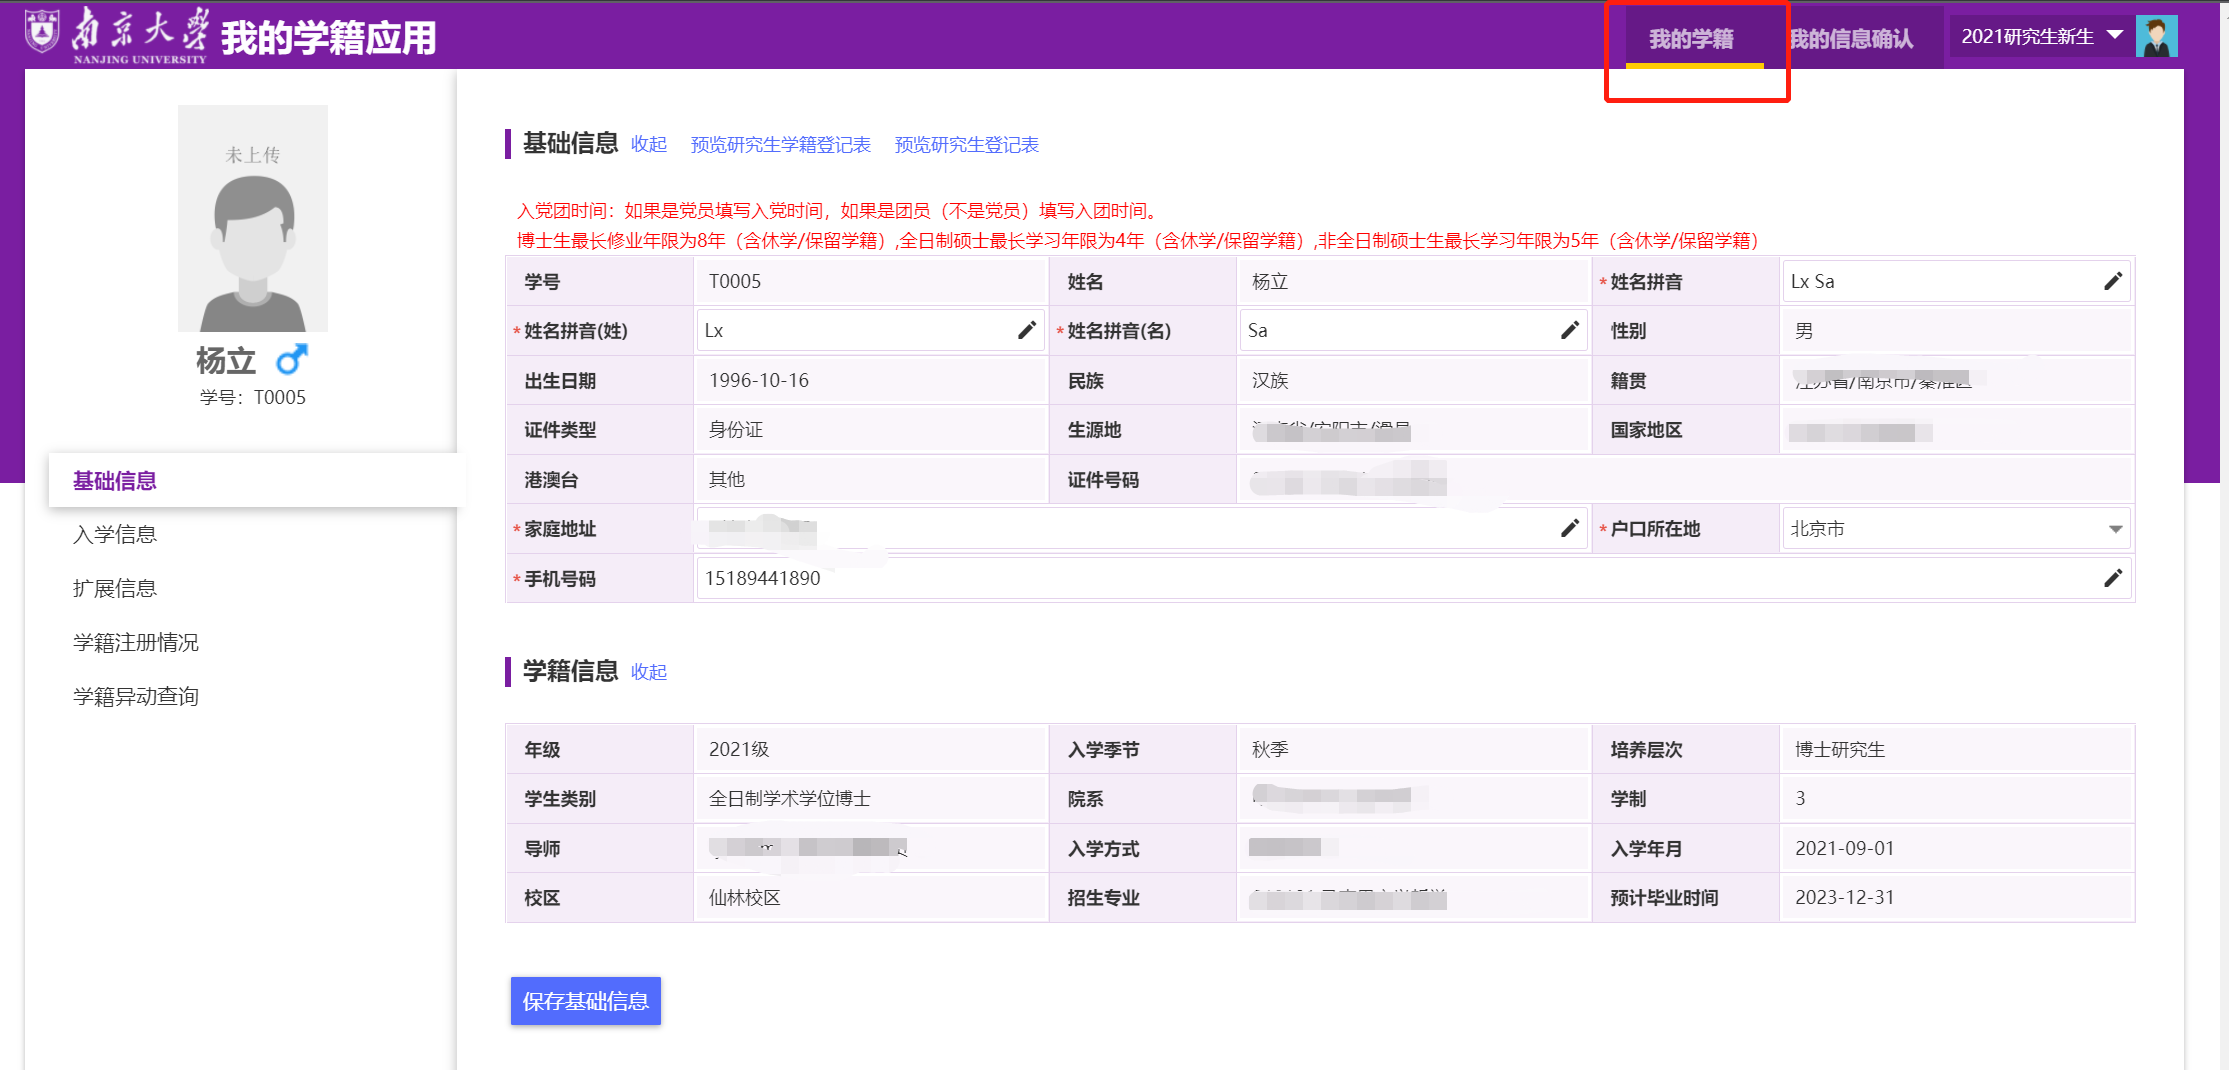 南京大学 我的学籍应用 我的学籍 我的信息确认 2021研究生新生
NANJING UNIVERSITY
未上传
杨立
学号：T0005
基础信息
入学信息
扩展信息
学籍注册情况
学籍异动查询
基础信息 收起 预览研究生学籍登记表 预览研究生登记表
入党团时间：如果是党员填写入党时间，如果是团员（不是党员）填写入团时间。
博士生最长修业年限为8年（含休学/保留学籍）,全日制硕士最长学习年限为4年（含休学/保留学籍）,非全日制硕士生最长学习年限为5年（含休学/保留学籍）
学号 T0005 姓名 杨立 *姓名拼音 Lx Sa
*姓名拼音(姓) Lx *姓名拼音(名) Sa 性别 男
出生日期 1996-10-16 民族 汉族 籍贯
证件类型 身份证 生源地 国家地区
港澳台 其他 证件号码
*家庭地址 *户口所在地 北京市
*手机号码 15189441890
学籍信息 收起
年级 2021级 入学季节 秋季 培养层次 博士研究生
学生类别 全日制学术学位博士 院系 学制 3
导师 入学方式 入学年月 2021-09-01
校区 仙林校区 招生专业 预计毕业时间 2023-12-31
保存基础信息